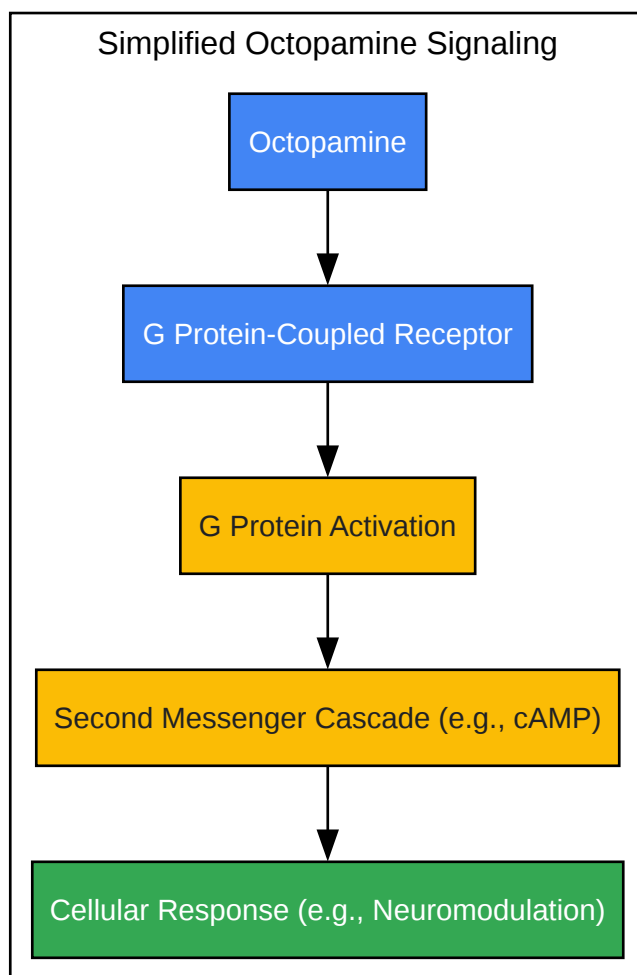 Simplified Octopamine Signaling
Octopamine
G Protein-Coupled Receptor
G Protein Activation
Second Messenger Cascade (e.g., cAMP)
Cellular Response (e.g., Neuromodulation)